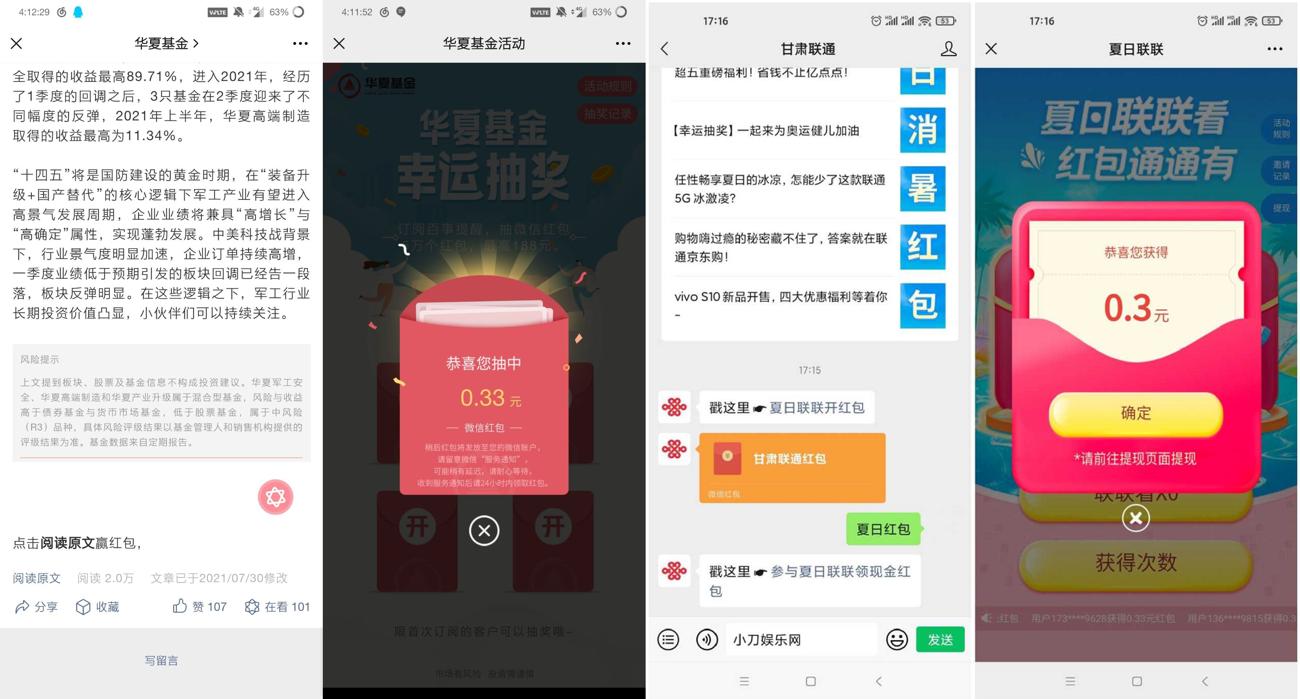 4:12:29
VoLTE
4G
63%
华夏基金
全取得的收益最高89.71%，进入2021年，经历
了1季度的回调之后，3只基金在2季度迎来了不
同幅度的反弹，2021年上半年，华夏高端制造
取得的收益最高为11.34%。
“十四五”将是国防建设的黄金时期，在“装备升
级+国产替代”的核心逻辑下军工产业有望进入
高景气发展周期，企业业绩将兼具“高增长”与
“高确定”属性，实现蓬勃发展。中美科技战背景
下，行业景气度明显加速，企业订单持续高增，
一季度业绩低于预期引发的板块回调已经告一段
落，板块反弹明显。在这些逻辑之下，军工行业
长期投资价值凸显，小伙伴们可以持续关注。
风险提示
上文提到板块、股票及基金信息不构成投资建议。华夏军工安
全、华夏高端制造和华夏产业升级属于混合型基金，风险与收益
高于债券基金与货币市场基金，低于股票基金，属于中风险
（R3）品种，具体风险评级结果以基金管理人和销售机构提供的
评级结果为准。基金数据来自定期报告。
点击阅读原文赢红包，
阅读原文 阅读 2.0万 文章已于2021/07/30修改
分享 收藏 赞 107 在看 101
写留言
4:11:52
VoLTE
4G
63%
华夏基金活动
华夏基金
活动规则
抽奖记录
华夏基金
幸运抽奖
订阅百事提醒，抽微信红包
万个红包，最高188元
恭喜您抽中
0.33 元
微信红包
稍后红包将发放至您的微信账户，
请留意微信“服务通知”，
可能稍有延迟，请耐心等待。
收到服务通知后请24小时内领取红包。
开 开
限首次订阅的客户可以抽奖哦~
市场有风险 投资需谨慎
17:16
53
甘肃联通
超五重磅福利！省钱不止亿点点！
日
【幸运抽奖】一起来为奥运健儿加油
消
任性畅享夏日的冰凉，怎能少了这款联通
5G 冰激凌？
暑
购物嗨过瘾的秘密藏不住了，答案就在联
通京东购！
红
vivo S10 新品开售，四大优惠福利等着你
~
包
17:15
戳这里 夏日联联开红包
甘肃联通红包
微信红包
夏日红包
戳这里 参与夏日联联领现金红
包
小刀娱乐网
发送
17:16
53
夏日联联
夏日联联看
红包通通有
活动
规则
邀请
记录
提现
恭喜您获得
0.3元
确定
*请前往提现页面提现
联联看X0
获得次数
红包 用户173****9628获得0.33元红包 用户136****9815获得0.3